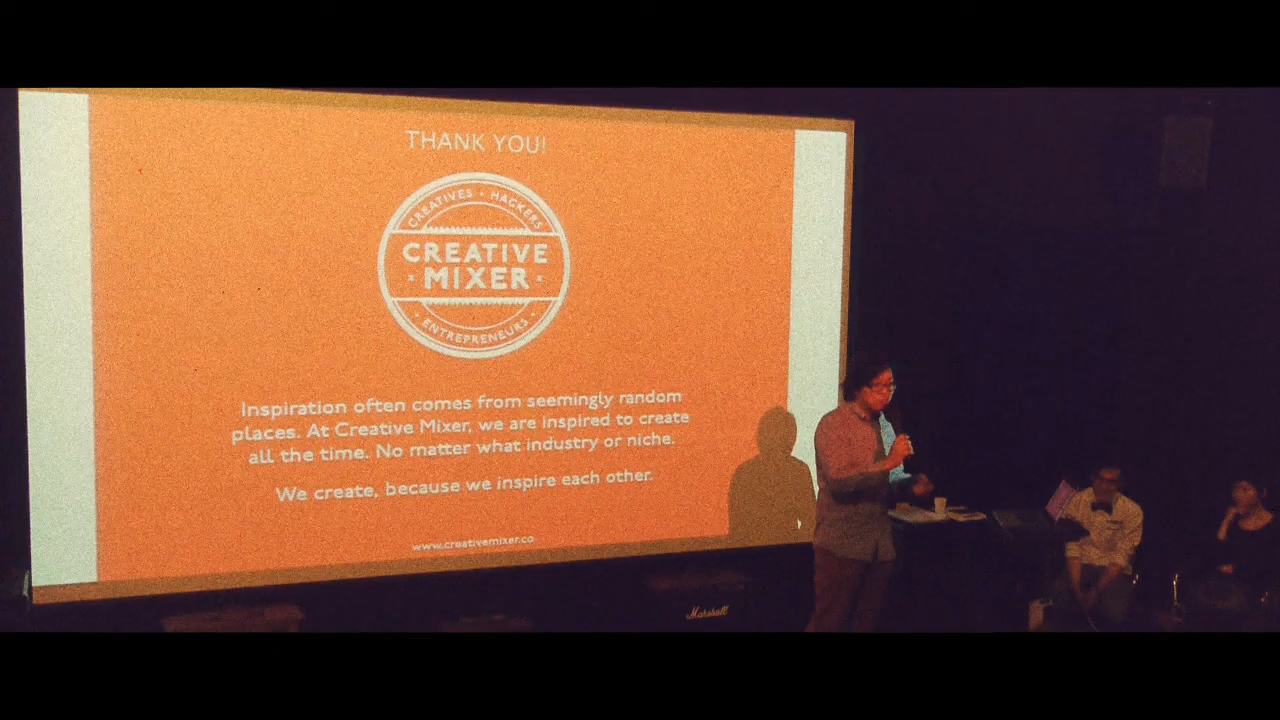 THANK YOU!
CREATIVES • HACKERS
CREATIVE
MIXER
• ENTREPRENEURS •
Inspiration often comes from seemingly random
places. At Creative Mixer, we are inspired to create
all the time. No matter what industry or niche.
We create, because we inspire each other.
www.creativemixer.co
Marshall